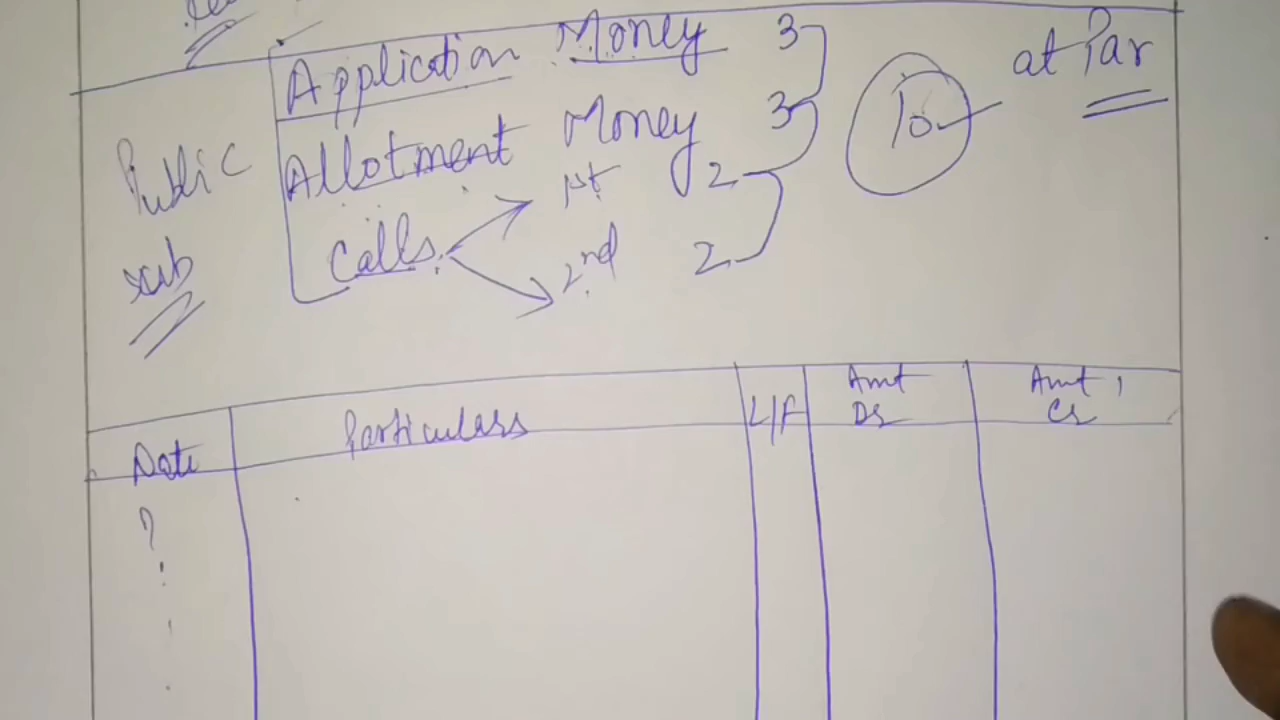 Application Money 3
at Par
10
Allotment Money 3
Public
sub
Calls 1st 2
2nd 2
Date Particulars L/F Amt Dr Amt Cr
?